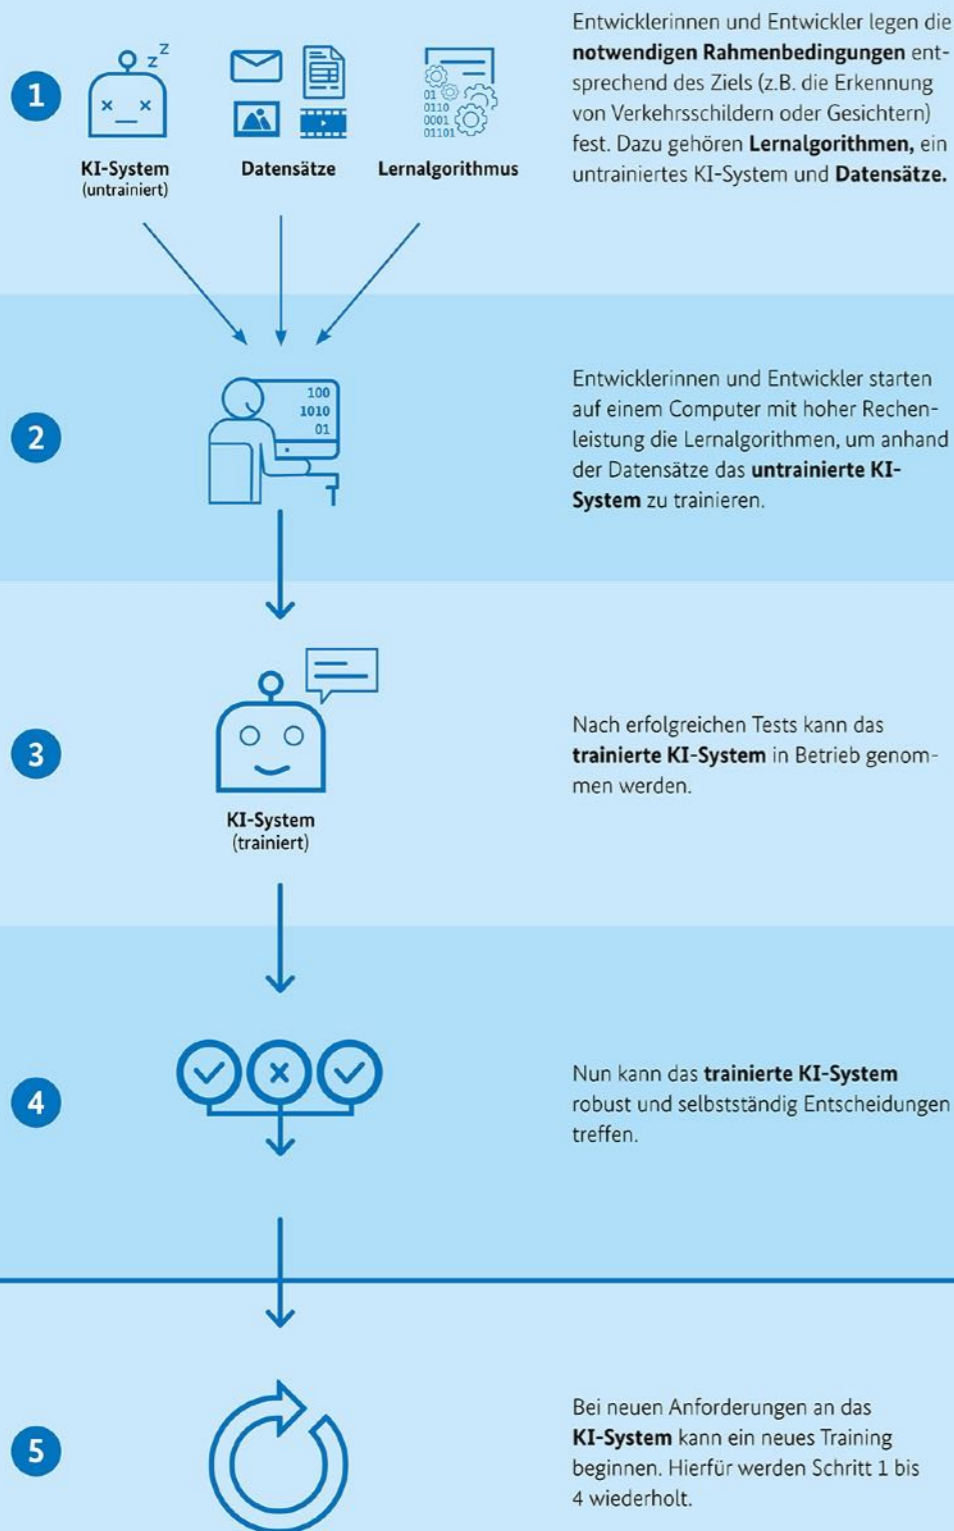 1
z z
KI-System
(untrainiert)
Datensätze
01
0110
0001
01101
Lernalgorithmus
Entwicklerinnen und Entwickler legen die
notwendigen Rahmenbedingungen ent-
sprechend des Ziels (z.B. die Erkennung
von Verkehrsschildern oder Gesichtern)
fest. Dazu gehören Lernalgorithmen, ein
untrainiertes KI-System und Datensätze.
2
100
1010
01
Entwicklerinnen und Entwickler starten
auf einem Computer mit hoher Rechen-
leistung die Lernalgorithmen, um anhand
der Datensätze das untrainierte KI-
System zu trainieren.
3
KI-System
(trainiert)
Nach erfolgreichen Tests kann das
trainierte KI-System in Betrieb genom-
men werden.
4
Nun kann das trainierte KI-System
robust und selbstständig Entscheidungen
treffen.
5
Bei neuen Anforderungen an das
KI-System kann ein neues Training
beginnen. Hierfür werden Schritt 1 bis
4 wiederholt.